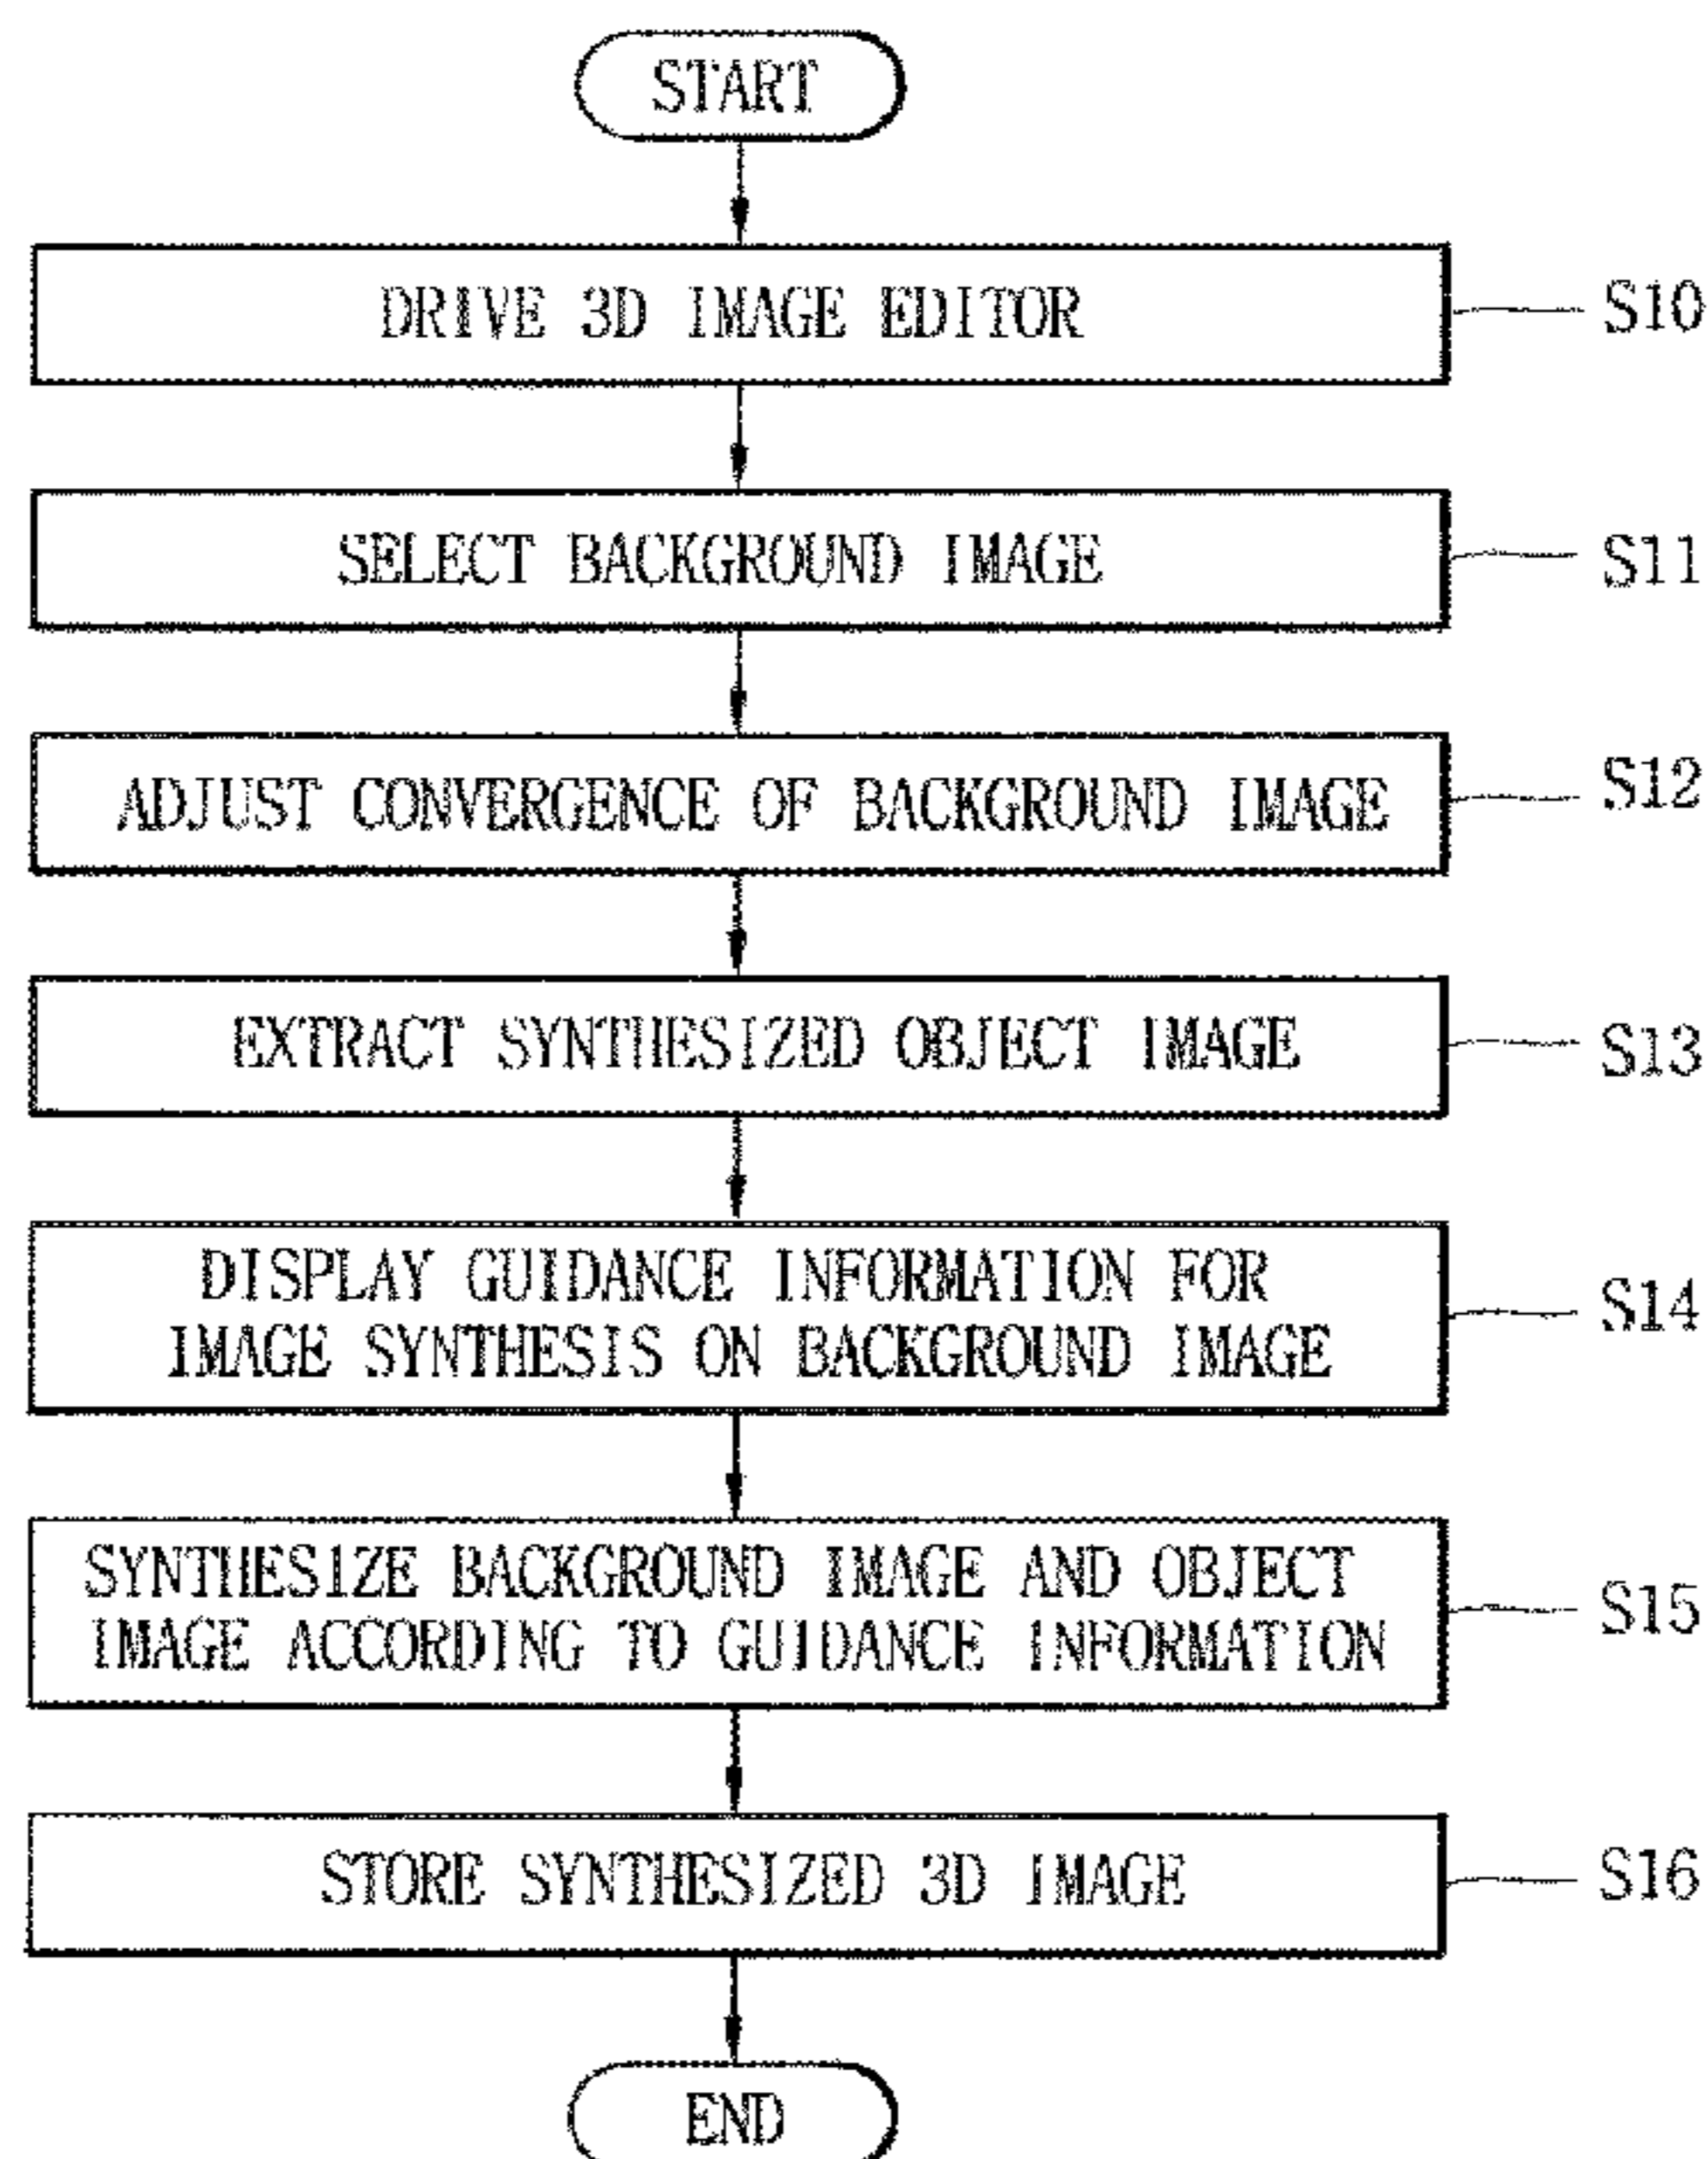 START
DRIVE 3D IMAGE EDITOR
S10
SELECT BACKGROUND IMAGE
S11
ADJUST CONVERGENCE OF BACKGROUND IMAGE
S12
EXTRACT SYNTHESIZED OBJECT IMAGE
S13
DISPLAY GUIDANCE INFORMATION FOR
IMAGE SYNTHESIS ON BACKGROUND IMAGE
S14
SYNTHESIZE BACKGROUND IMAGE AND OBJECT
IMAGE ACCORDING TO GUIDANCE INFORMATION
S15
STORE SYNTHESIZED 3D IMAGE
S16
END